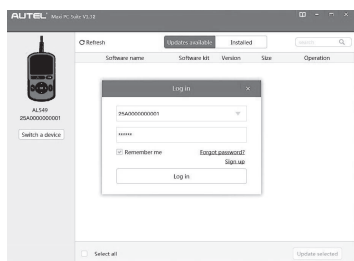 AUTEL Maxi PC Suite V3.10
Refresh
Updates available
Installed
Search
Software name Software kit Version Size Operation
Log in
25A0000000001
******
Remember me
Forgot password?
Sign up
Log in
AL549
25A0000000001
Switch a device
Select all
Update selected